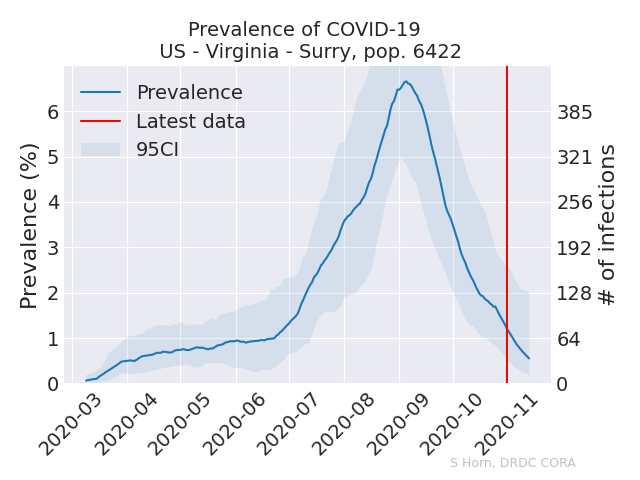 Prevalence of COVID-19
US - Virginia - Surry, pop. 6422
Prevalence
Latest data
95CI
Prevalence (%)
6
5
4
3
2
1
0
385
321
256
192
128
64
0
# of infections
2020-03
2020-04
2020-05
2020-06
2020-07
2020-08
2020-09
2020-10
2020-11
S Horn, DRDC CORA